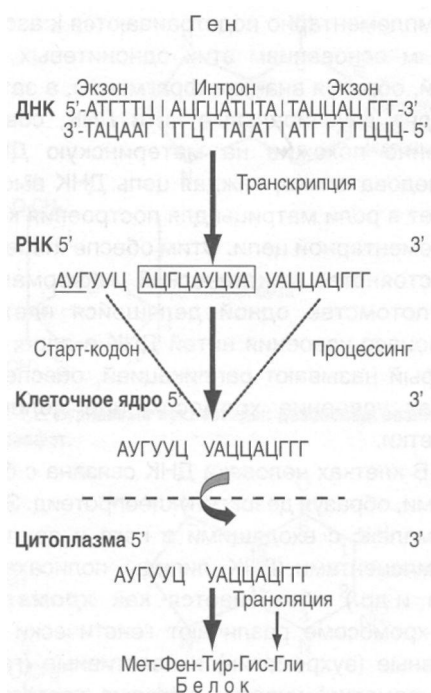 Ген
Экзон Интрон Экзон
ДНК 5'-АТГТТЦ | АЦГЦАТЦТА | ТАЦЦАЦ ГГГ-3'
3'-ТАЦААГ | ТГЦ ГТАГАТ | АТГ ГТГЦЦЦ- 5'
Транскрипция
РНК 5' 3'
АУГУУЦ АЦГЦАУЦУА УАЦЦАЦГГГ
Старт-кодон Процессинг
Клеточное ядро 5' 3'
АУГУУЦ УАЦЦАЦГГГ
Цитоплазма 5' 3'
АУГУУЦ УАЦЦАЦГГГ
Трансляция
Мет-Фен-Тир-Гис-Гли
Белок